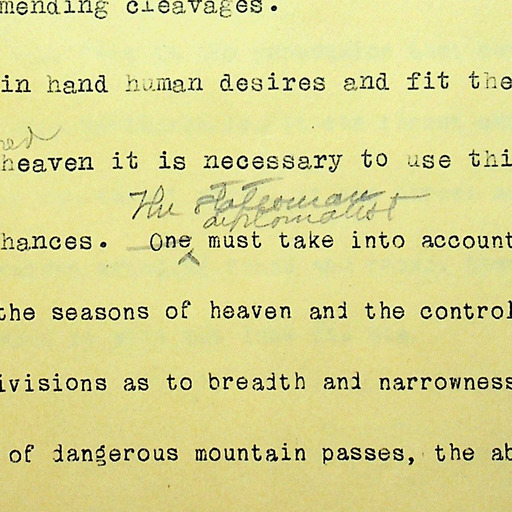 mending cleavages.
in hand human desires and fit the
ned
heaven it is necessary to use thi
The statesman
diplomatist
hances. One must take into account
the seasons of heaven and the control
ivisions as to breadth and narrowness
of dangerous mountain passes, the ab